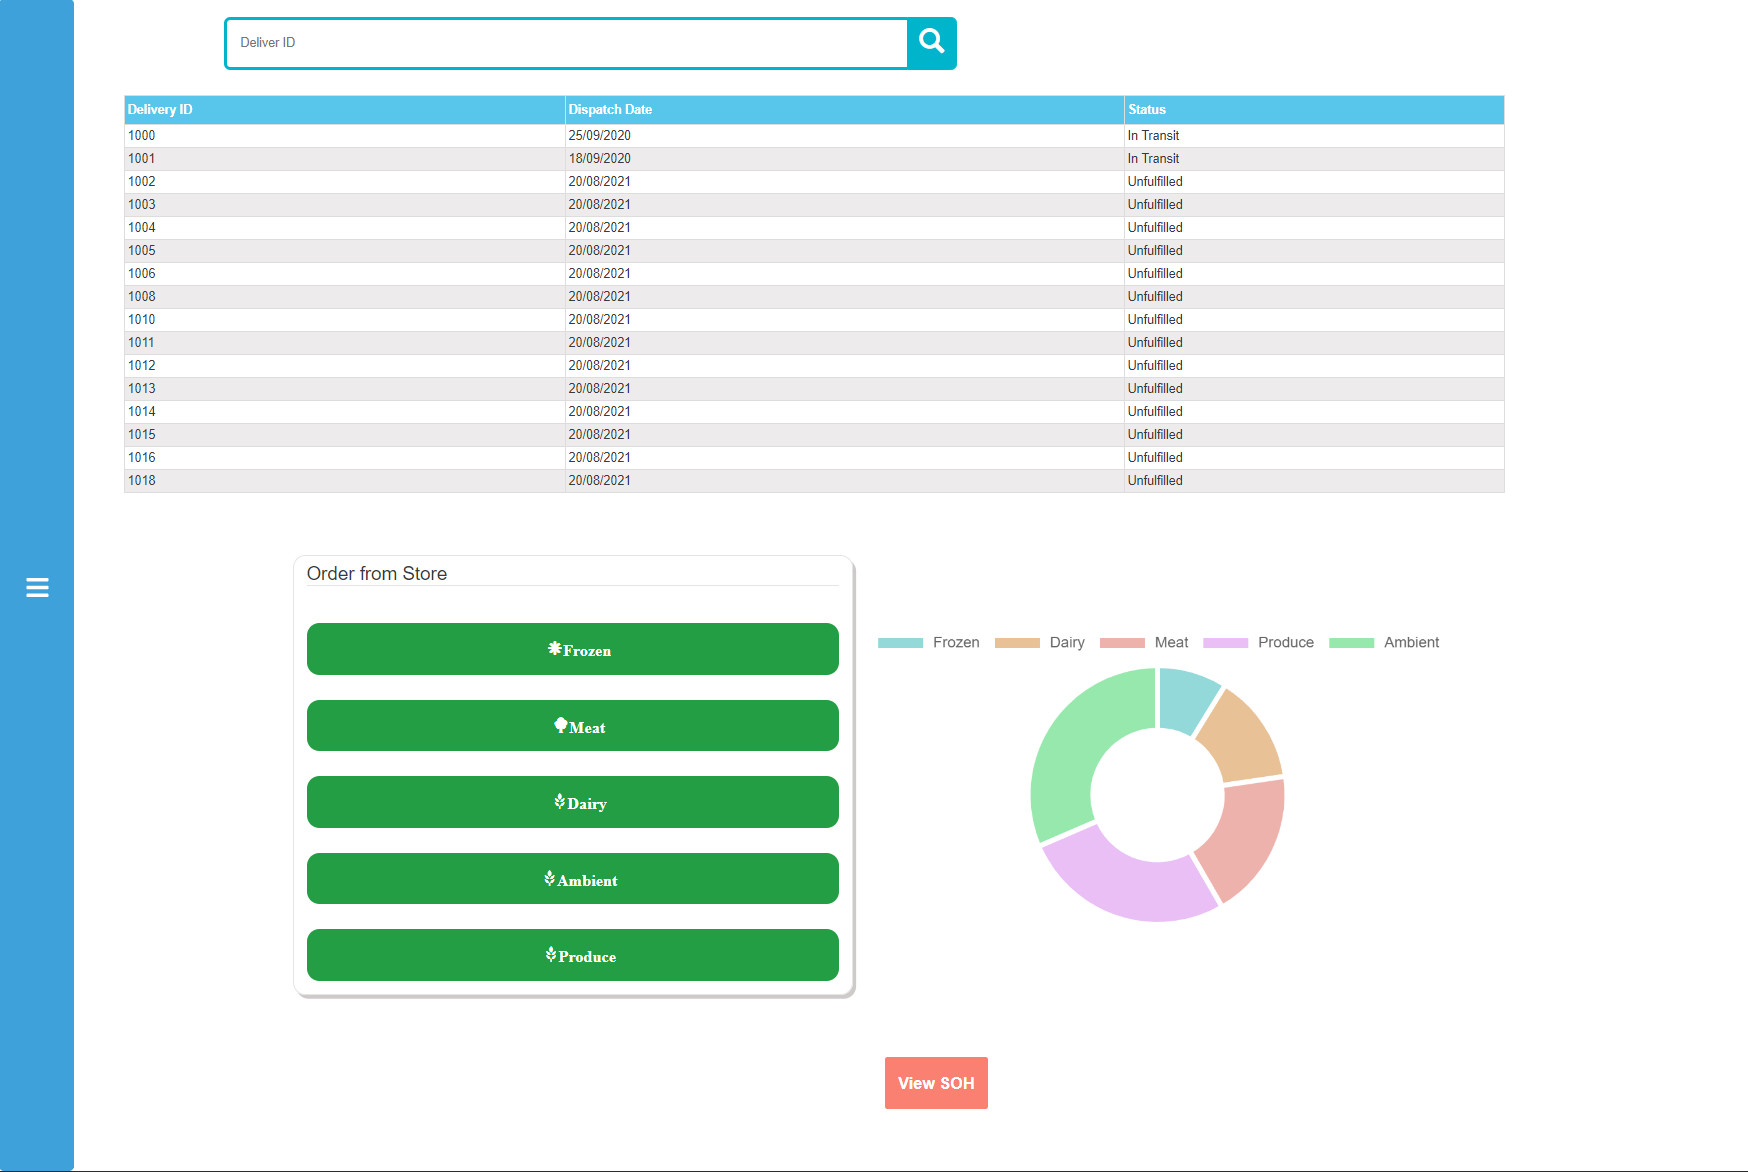 Deliver ID
Delivery ID Dispatch Date Status
1000 25/09/2020 In Transit
1001 18/09/2020 In Transit
1002 20/08/2021 Unfulfilled
1003 20/08/2021 Unfulfilled
1004 20/08/2021 Unfulfilled
1005 20/08/2021 Unfulfilled
1006 20/08/2021 Unfulfilled
1008 20/08/2021 Unfulfilled
1010 20/08/2021 Unfulfilled
1011 20/08/2021 Unfulfilled
1012 20/08/2021 Unfulfilled
1013 20/08/2021 Unfulfilled
1014 20/08/2021 Unfulfilled
1015 20/08/2021 Unfulfilled
1016 20/08/2021 Unfulfilled
1018 20/08/2021 Unfulfilled
Order from Store
Frozen
Meat
Dairy
Ambient
Produce
Frozen Dairy Meat Produce Ambient
View SOH